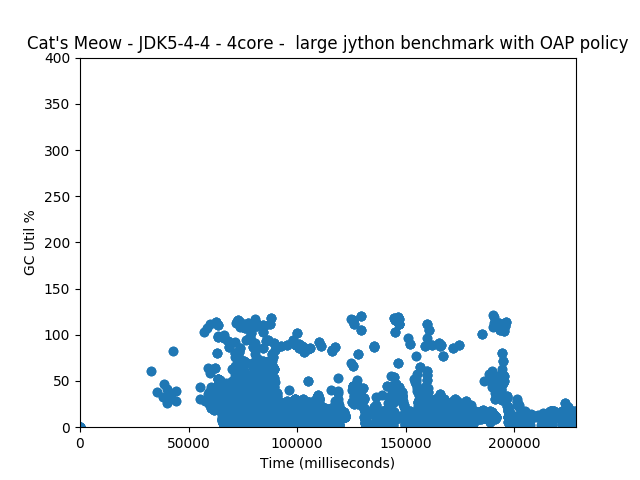 Cat's Meow - JDK5-4-4 - 4core -  large jython benchmark with OAP policy
400
350
300
250
200
150
100
50
0
GC Util %
0 50000 100000 150000 200000
Time (milliseconds)